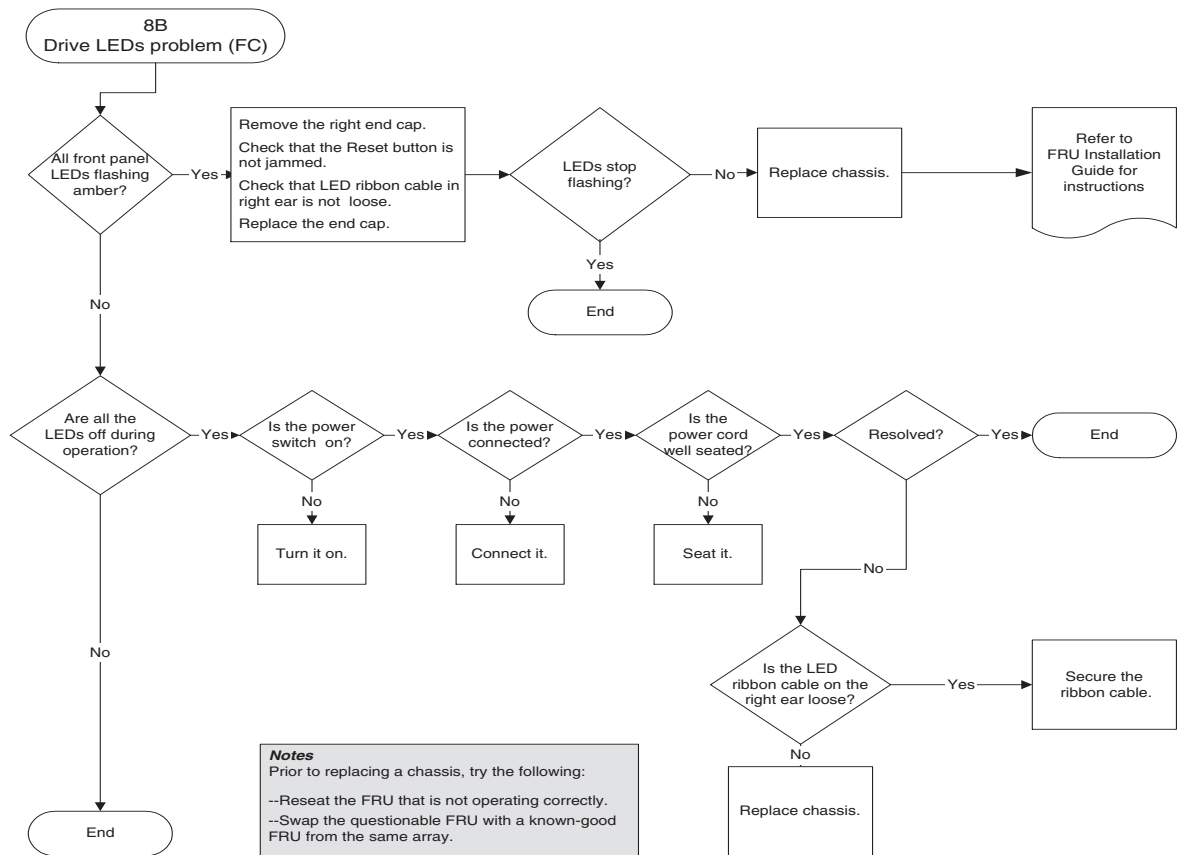 8B
Drive LEDs problem (FC)
All front panel
LEDs flashing
amber?
Yes
Remove the right end cap.
Check that the Reset button is
not jammed.
Check that LED ribbon cable in
right ear is not loose.
Replace the end cap.
LEDs stop
flashing?
No
Replace chassis.
Refer to
FRU Installation
Guide for
instructions
Yes
End
No
Are all the
LEDs off during
operation?
Yes
Is the power
switch on?
Yes
Is the power
connected?
Yes
Is the
power cord
well seated?
Yes
Resolved?
Yes
End
No
Turn it on.
No
Connect it.
No
Seat it.
No
Is the LED
ribbon cable on the
right ear loose?
Yes
Secure the
ribbon cable.
No
Replace chassis.
No
End
Notes
Prior to replacing a chassis, try the following:
--Reseat the FRU that is not operating correctly.
--Swap the questionable FRU with a known-good
FRU from the same array.